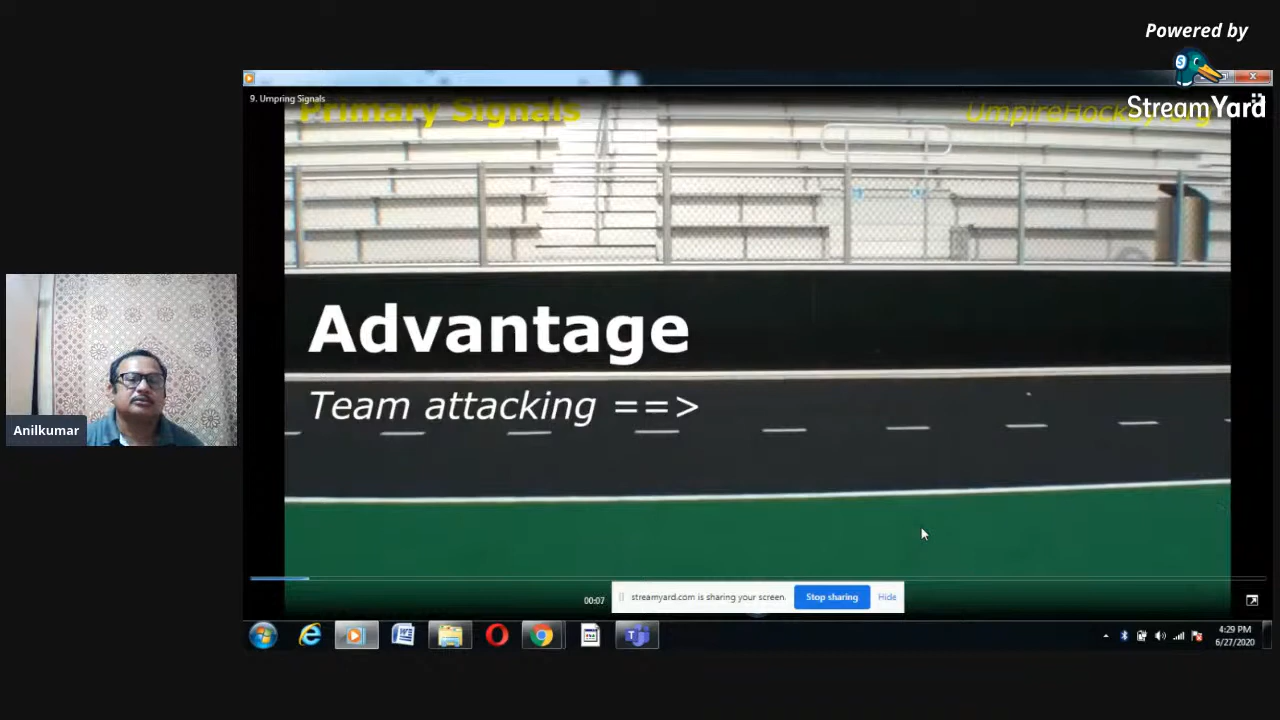 Powered by
StreamYard
9. Umpring Signals
Primary Signals
Advantage
Team attacking ==>
Anilkumar
00:07
streamyard.com is sharing your screen.
Stop sharing
Hide
4:29 PM
6/27/2020